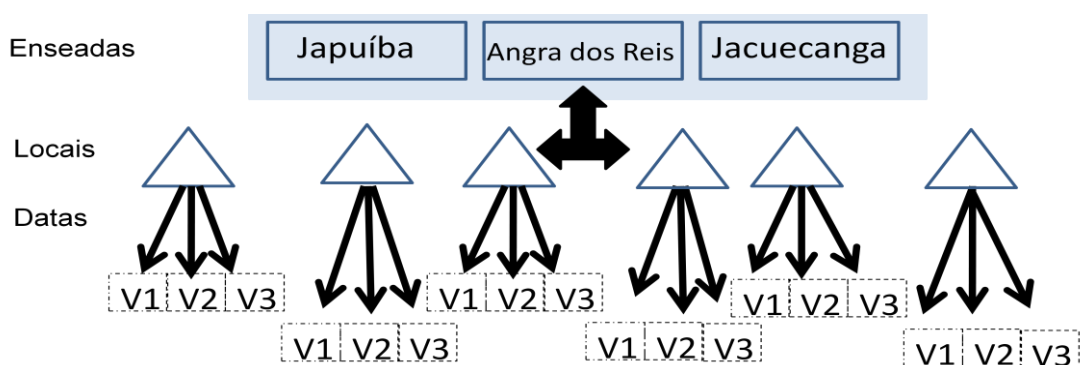 Enseadas
Japuíba
Angra dos Reis
Jacuecanga
Locais
Datas
V1 V2 V3
V1 V2 V3
V1 V2 V3
V1 V2 V3
V1 V2 V3
V1 V2 V3